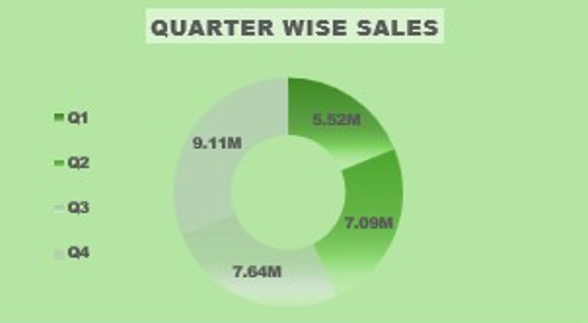 QUARTER WISE SALES
Q1
Q2
Q3
Q4
5.52M
7.09M
7.64M
9.11M